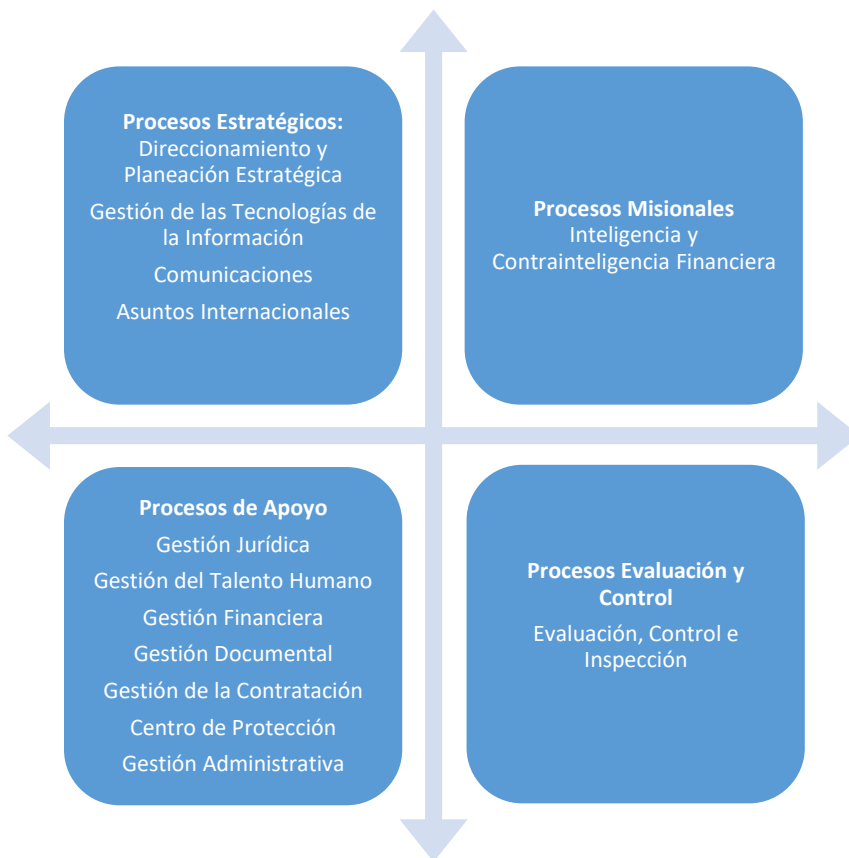 Procesos Estratégicos:
Direccionamiento y
Planeación Estratégica
Gestión de las Tecnologías de
la Información
Comunicaciones
Asuntos Internacionales
Procesos Misionales
Inteligencia y
Contrainteligencia Financiera
Procesos de Apoyo
Gestión Jurídica
Gestión del Talento Humano
Gestión Financiera
Gestión Documental
Gestión de la Contratación
Centro de Protección
Gestión Administrativa
Procesos Evaluación y
Control
Evaluación, Control e
Inspección